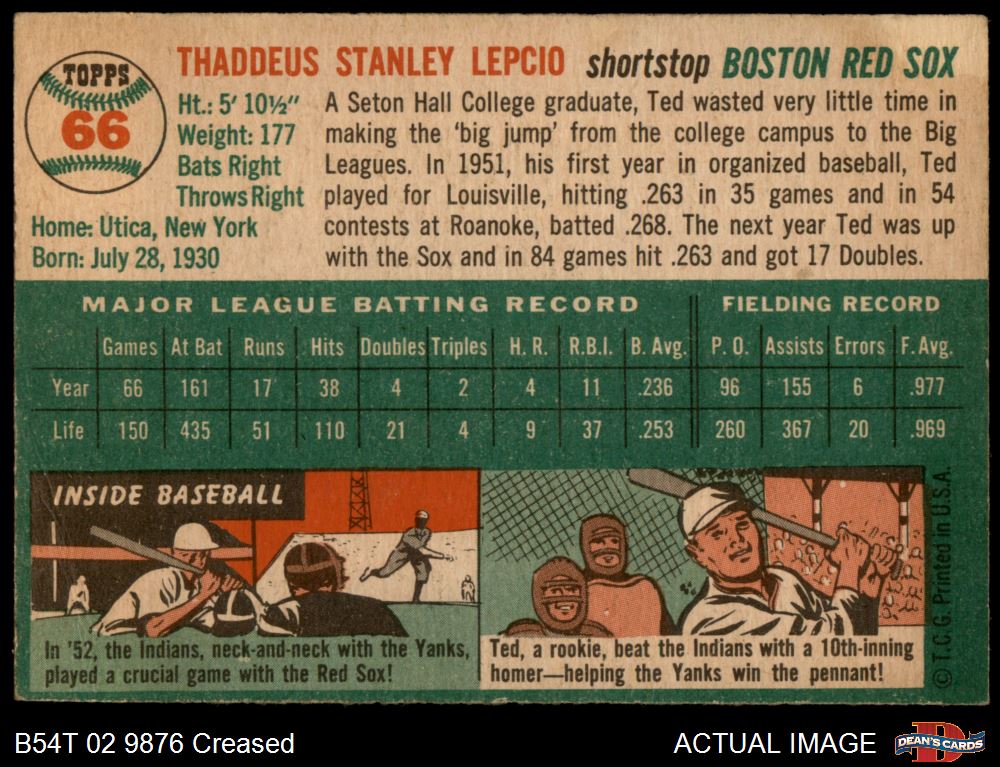 TOPPS
66
THADDEUS STANLEY LEPCIO shortstop BOSTON RED SOX
Ht.: 5' 10½"
Weight: 177
Bats Right
Throws Right
Home: Utica, New York
Born: July 28, 1930
A Seton Hall College graduate, Ted wasted very little time in
making the 'big jump' from the college campus to the Big
Leagues. In 1951, his first year in organized baseball, Ted
played for Louisville, hitting .263 in 35 games and in 54
contests at Roanoke, batted .268. The next year Ted was up
with the Sox and in 84 games hit .263 and got 17 Doubles.
MAJOR LEAGUE BATTING RECORD FIELDING RECORD
Games At Bat Runs Hits Doubles Triples H. R. R.B.I. B. Avg. P. O. Assists Errors F. Avg.
Year 66 161 17 38 4 2 4 11 .236 96 155 6 .977
Life 150 435 51 110 21 4 9 37 .253 260 367 20 .969
INSIDE BASEBALL
In '52, the Indians, neck-and-neck with the Yanks,
played a crucial game with the Red Sox!
Ted, a rookie, beat the Indians with a 10th-inning
homer—helping the Yanks win the pennant!
© T.C.G. Printed in U.S.A.
B54T 02 9876 Creased
ACTUAL IMAGE
DEAN'S CARDS